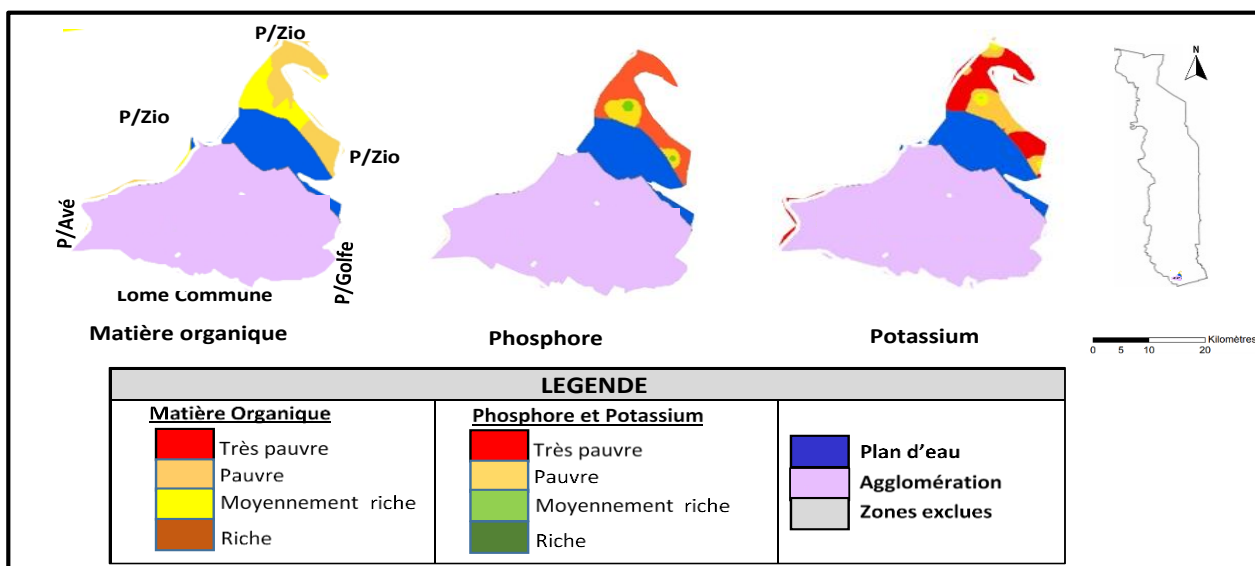 P/Zio
N
P/Zio
P/Zio
P/Avé
P/Golfe
Lome Commune
Matière organique
Phosphore
Potassium
Kilomètres
0 5 10 20
LEGENDE
Matière Organique
Très pauvre
Pauvre
Moyennement riche
Riche
Phosphore et Potassium
Très pauvre
Pauvre
Moyennement riche
Riche
Plan d’eau
Agglomération
Zones exclues